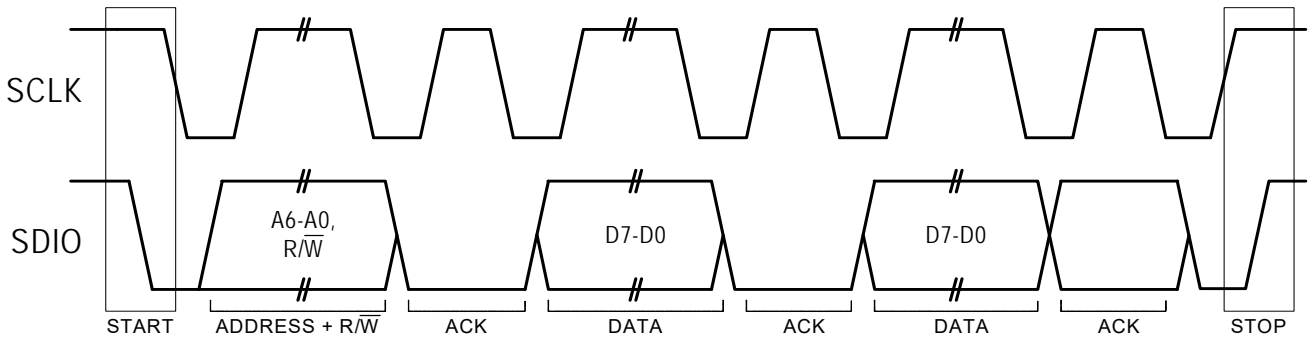 SCLK
SDIO
A6-A0,
R/W̅
D7-D0
D7-D0
START
ADDRESS + R/W̅
ACK
DATA
ACK
DATA
ACK
STOP